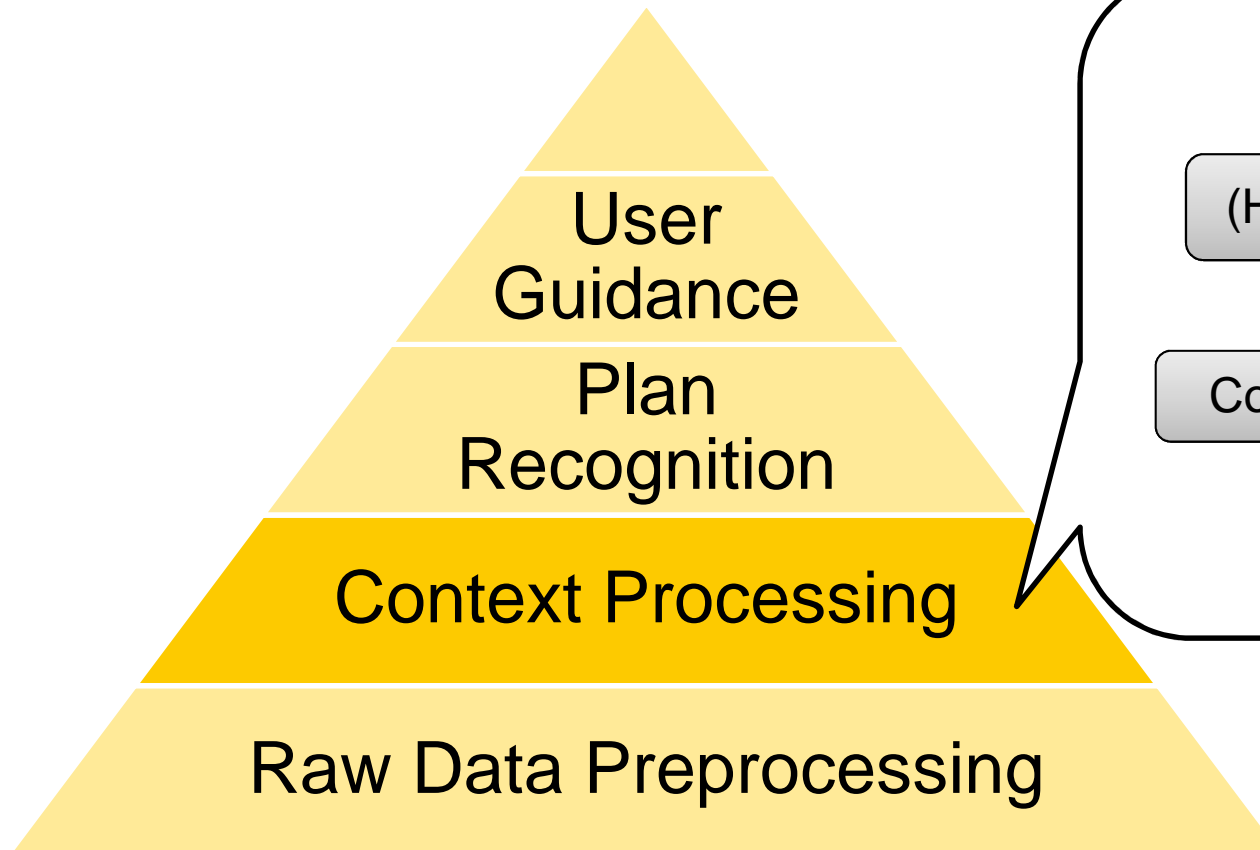 User
Guidance
Plan
Recognition
Context Processing
Raw Data Preprocessing